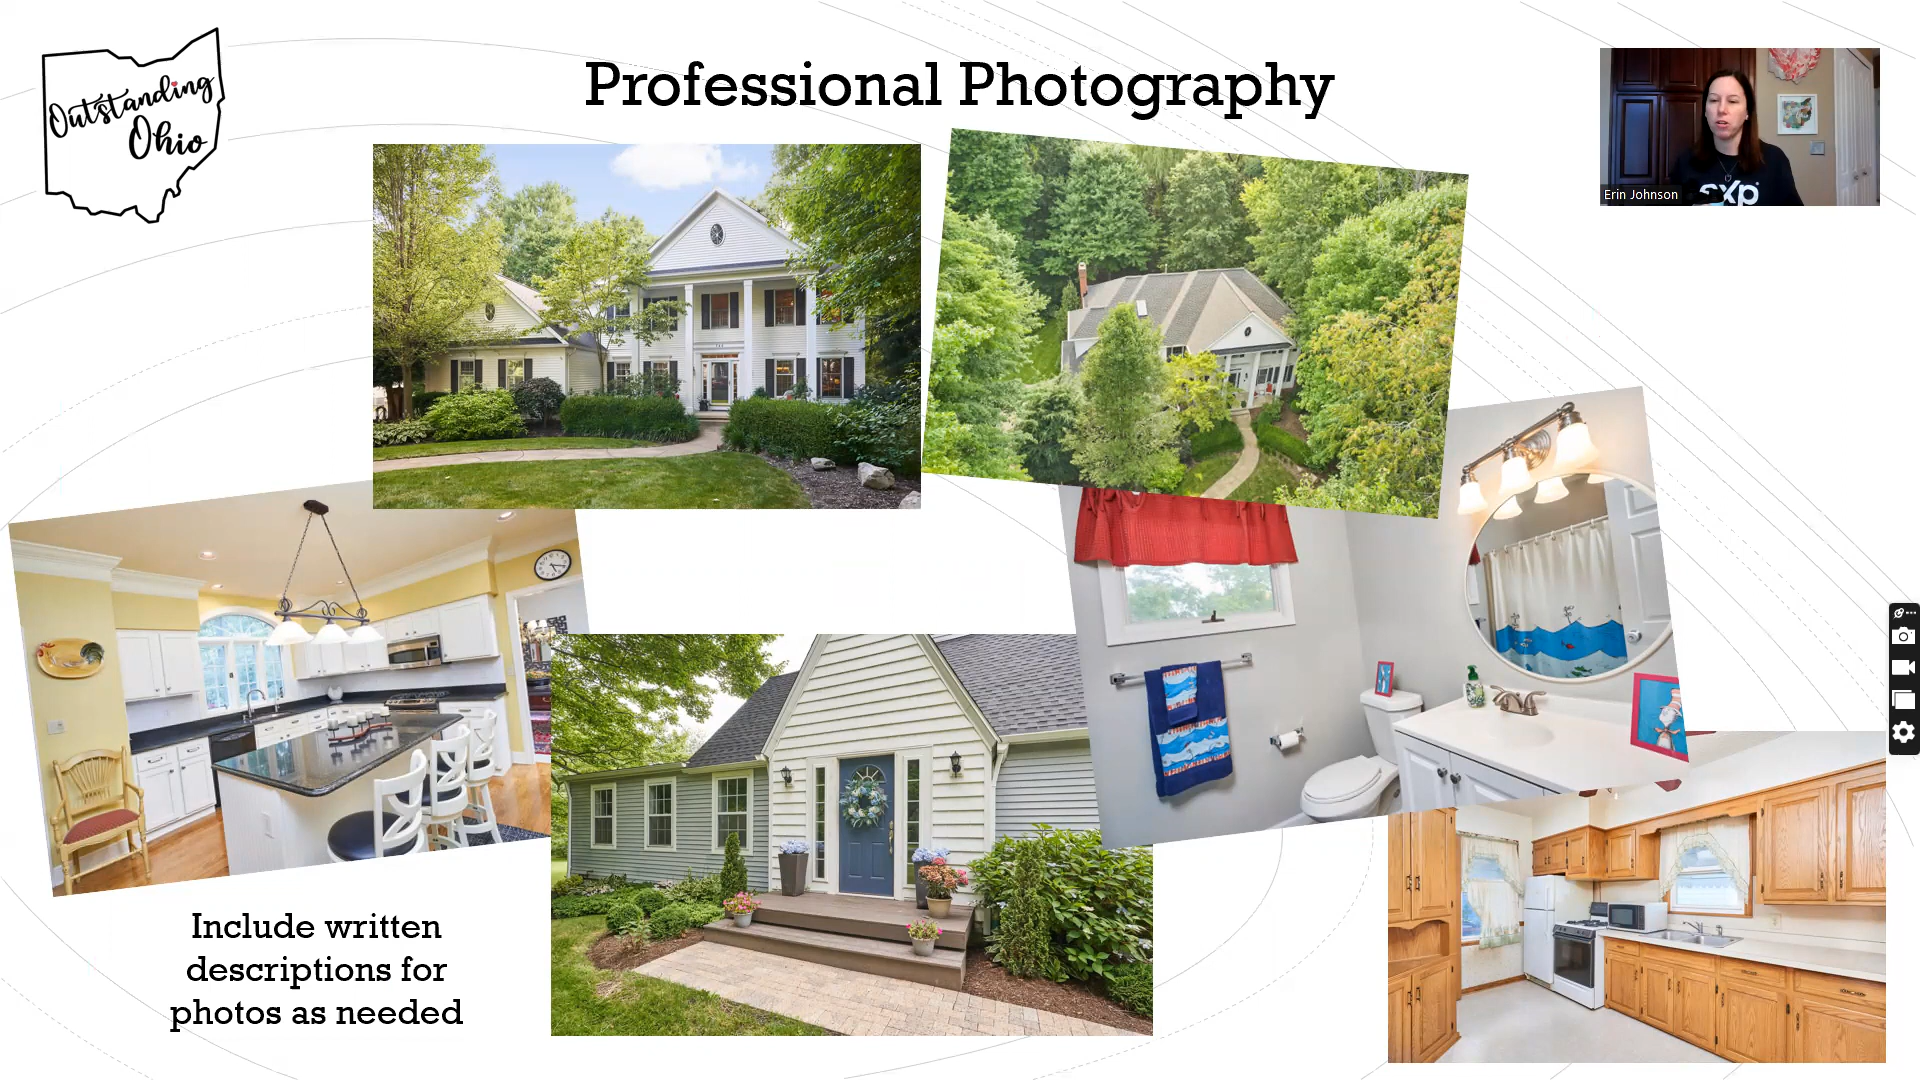 Outstanding
Ohio
Professional Photography
Erin Johnson
eXp
Include written
descriptions for
photos as needed